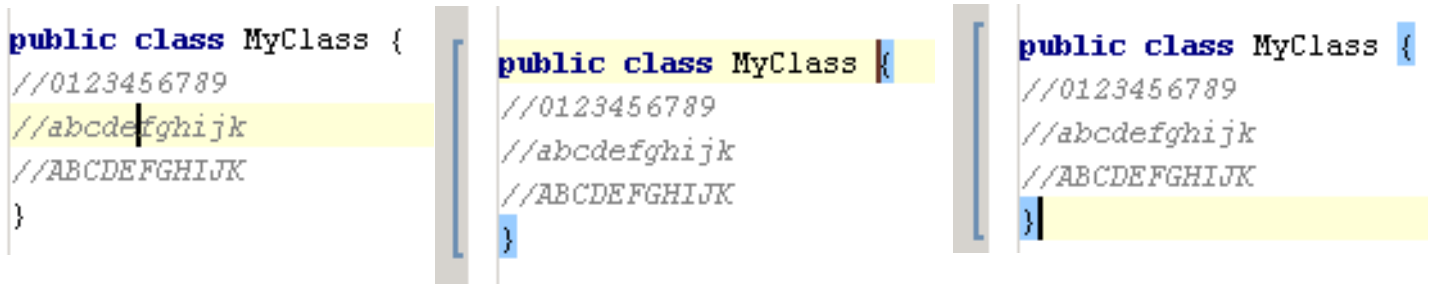 public class MyClass {
//0123456789
//abcdefghijk
//ABCDEFGHIJK
}
public class MyClass {
//0123456789
//abcdefghijk
//ABCDEFGHIJK
}
public class MyClass {
//0123456789
//abcdefghijk
//ABCDEFGHIJK
}